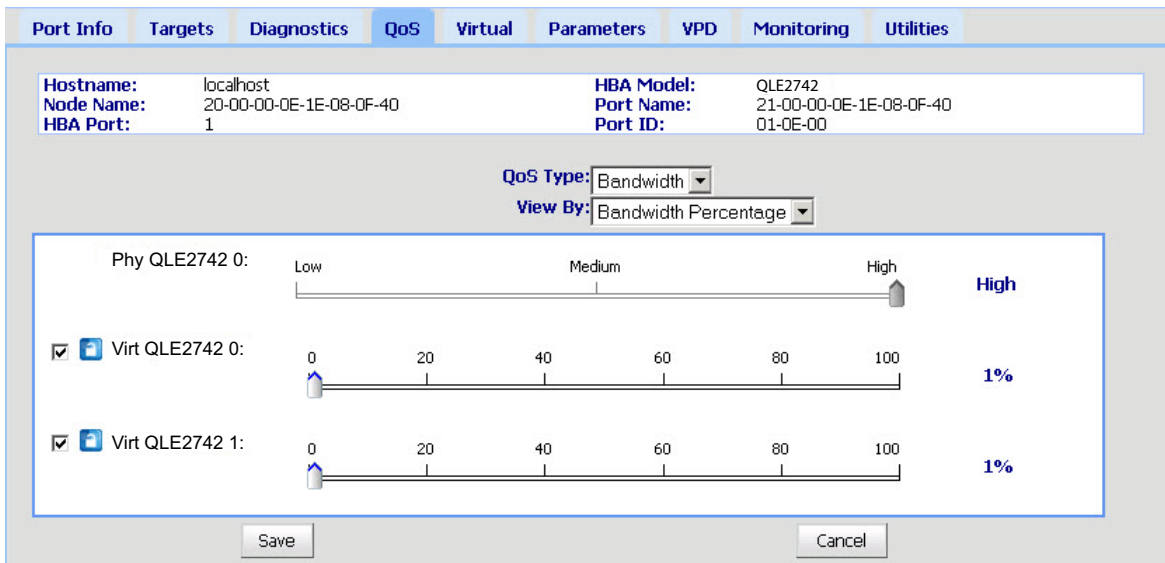 Port Info Targets Diagnostics QoS Virtual Parameters VPD Monitoring Utilities
Hostname: localhost HBA Model: QLE2742
Node Name: 20-00-00-0E-1E-08-0F-40 Port Name: 21-00-00-0E-1E-08-0F-40
HBA Port: 1 Port ID: 01-0E-00
QoS Type: Bandwidth
View By: Bandwidth Percentage
Phy QLE2742 0: Low Medium High High
Virt QLE2742 0: 0 20 40 60 80 100 1%
Virt QLE2742 1: 0 20 40 60 80 100 1%
Save Cancel